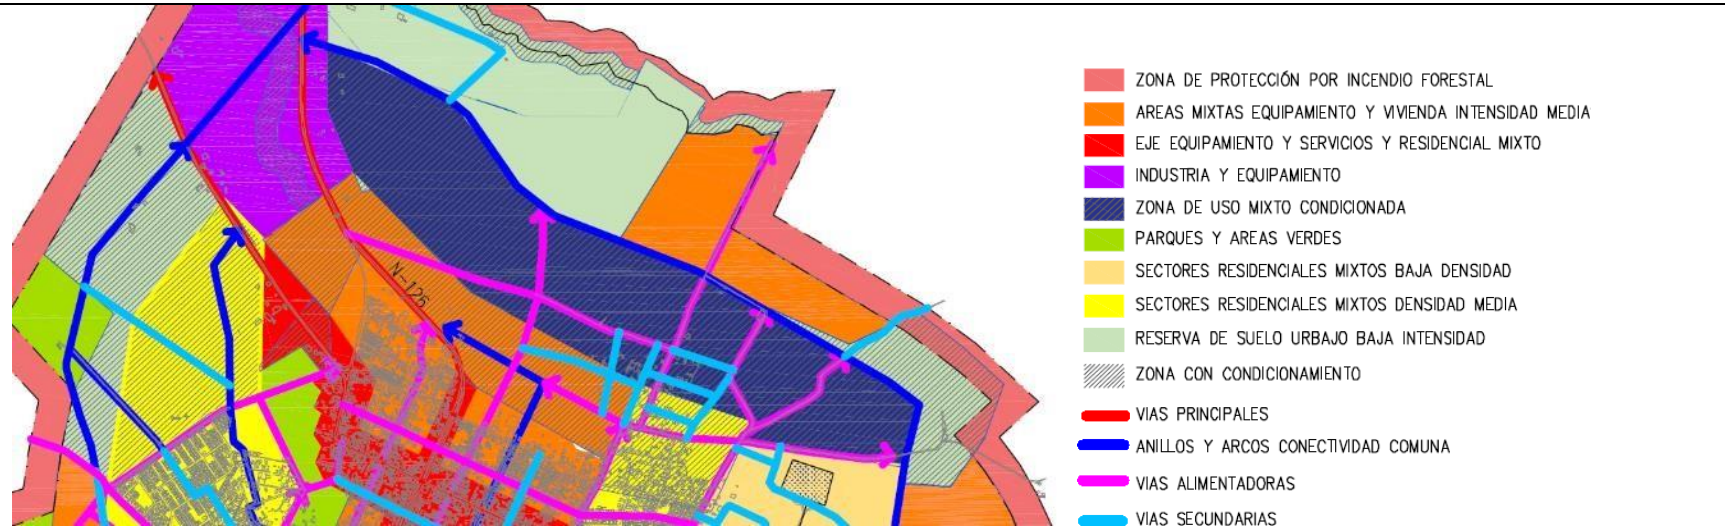 N-126
ZONA DE PROTECCIÓN POR INCENDIO FORESTAL
AREAS MIXTAS EQUIPAMIENTO Y VIVIENDA INTENSIDAD MEDIA
EJE EQUIPAMIENTO Y SERVICIOS Y RESIDENCIAL MIXTO
INDUSTRIA Y EQUIPAMIENTO
ZONA DE USO MIXTO CONDICIONADA
PARQUES Y AREAS VERDES
SECTORES RESIDENCIALES MIXTOS BAJA DENSIDAD
SECTORES RESIDENCIALES MIXTOS DENSIDAD MEDIA
RESERVA DE SUELO URBAJO BAJA INTENSIDAD
ZONA CON CONDICIONAMIENTO
VIAS PRINCIPALES
ANILLOS Y ARCOS CONECTIVIDAD COMUNA
VIAS ALIMENTADORAS
VIAS SECUNDARIAS